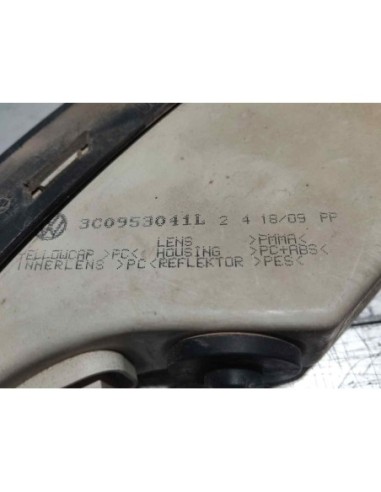 3C0953041L 2 4 18/09 PP
LENS >PMMA<
YELLOWCAP >PC< HOUSING >PC+ABS<
INNERLENS >PC< REFLEKTOR >PES<